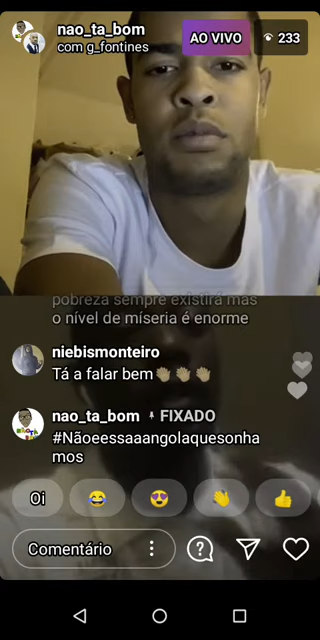 nao_ta_bom
com g_fontines
AO VIVO
233
pobreza sempre existirá mas
o nível de míseria é enorme
niebismonteiro
Tá a falar bem👏🏽👏🏽👏🏽
nao_ta_bom FIXADO
#Nãoeessaaangolaquesonha
mos
Oi 😂 😍 👋 👍
Comentário